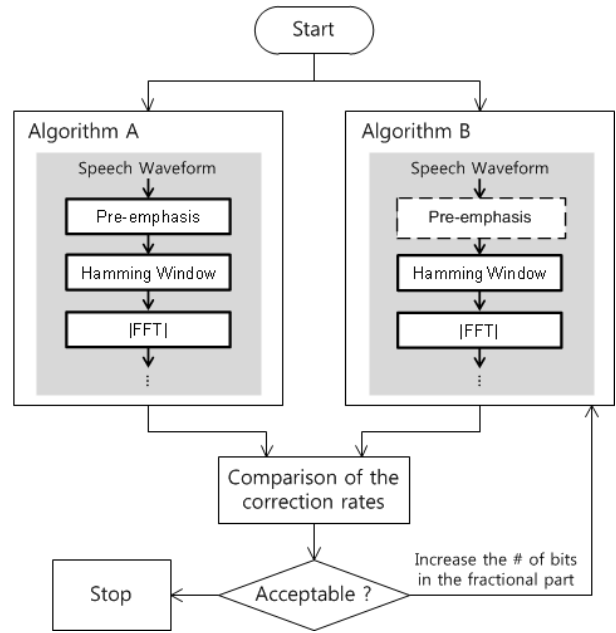 Start
Algorithm A
Speech Waveform
Pre-emphasis
Hamming Window
|FFT|
...
Algorithm B
Speech Waveform
Pre-emphasis
Hamming Window
|FFT|
...
Comparison of the
correction rates
Acceptable ?
Stop
Increase the # of bits
in the fractional part